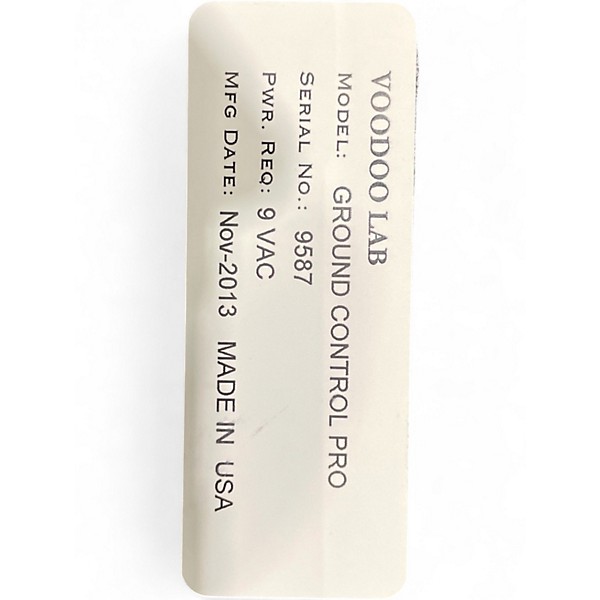 VOODOO LAB
MODEL: GROUND CONTROL PRO
SERIAL NO.: 9587
PWR. REQ: 9 VAC
MFG DATE: Nov-2013 MADE IN USA